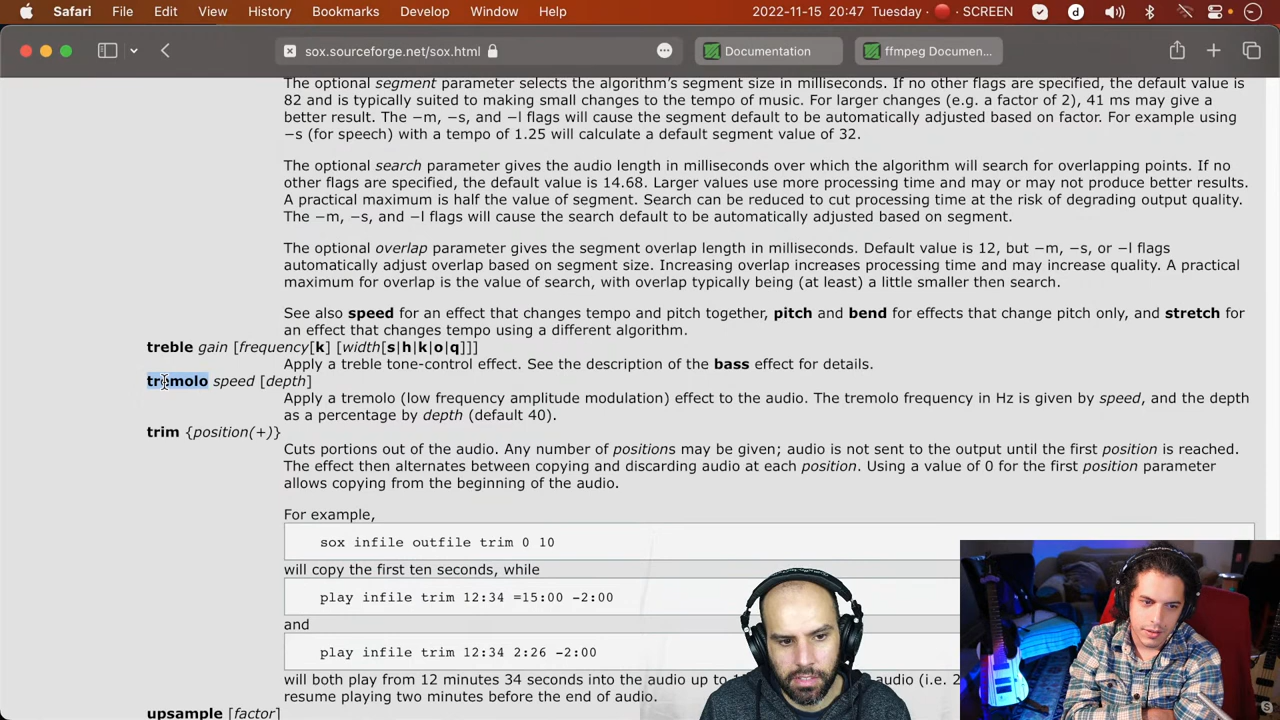 Safari File Edit View History Bookmarks Develop Window Help 2022-11-15 20:47 Tuesday SCREEN
sox.sourceforge.net/sox.html Documentation ffmpeg Documen...
The optional segment parameter selects the algorithm’s segment size in milliseconds. If no other flags are specified, the default value is
82 and is typically suited to making small changes to the tempo of music. For larger changes (e.g. a factor of 2), 41 ms may give a
better result. The −m, −s, and −l flags will cause the segment default to be automatically adjusted based on factor. For example using
−s (for speech) with a tempo of 1.25 will calculate a default segment value of 32.
The optional search parameter gives the audio length in milliseconds over which the algorithm will search for overlapping points. If no
other flags are specified, the default value is 14.68. Larger values use more processing time and may or may not produce better results.
A practical maximum is half the value of segment. Search can be reduced to cut processing time at the risk of degrading output quality.
The −m, −s, and −l flags will cause the search default to be automatically adjusted based on segment.
The optional overlap parameter gives the segment overlap length in milliseconds. Default value is 12, but −m, −s, or −l flags
automatically adjust overlap based on segment size. Increasing overlap increases processing time and may increase quality. A practical
maximum for overlap is the value of search, with overlap typically being (at least) a little smaller then search.
See also speed for an effect that changes tempo and pitch together, pitch and bend for effects that change pitch only, and stretch for
an effect that changes tempo using a different algorithm.
treble gain [frequency[k] [width[s|h|k|o|q]]]
Apply a treble tone-control effect. See the description of the bass effect for details.
tremolo speed [depth]
Apply a tremolo (low frequency amplitude modulation) effect to the audio. The tremolo frequency in Hz is given by speed, and the depth
as a percentage by depth (default 40).
trim {position(+)}
Cuts portions out of the audio. Any number of positions may be given; audio is not sent to the output until the first position is reached.
The effect then alternates between copying and discarding audio at each position. Using a value of 0 for the first position parameter
allows copying from the beginning of the audio.
For example,
sox infile outfile trim 0 10
will copy the first ten seconds, while
play infile trim 12:34 =15:00 -2:00
and
play infile trim 12:34 2:26 -2:00
will both play from 12 minutes 34 seconds into the audio up to audio (i.e. 2
resume playing two minutes before the end of audio.
upsample [factor]